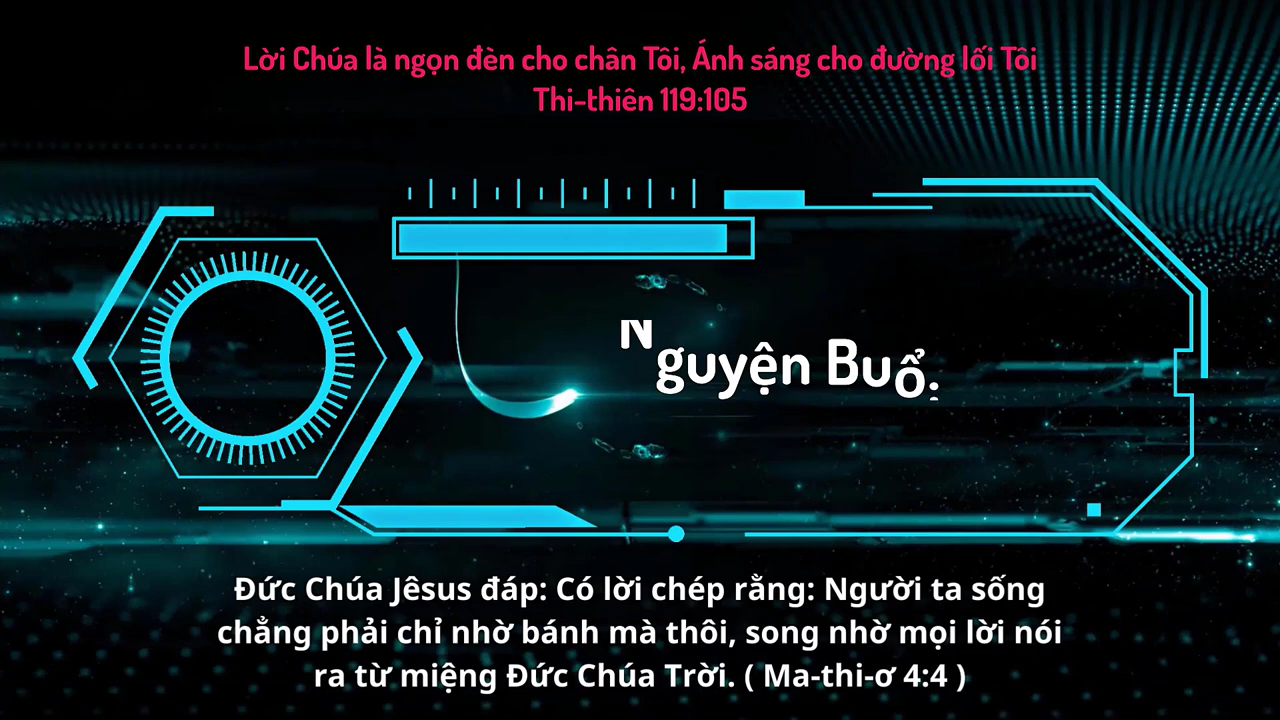 Lời Chúa là ngọn đèn cho chân Tôi, Ánh sáng cho đường lối Tôi
Thi-thiên 119:105
Nguyện Buổ
Đức Chúa Jêsus đáp: Có lời chép rằng: Người ta sống
chẳng phải chỉ nhờ bánh mà thôi, song nhờ mọi lời nói
ra từ miệng Đức Chúa Trời. ( Ma-thi-ơ 4:4 )